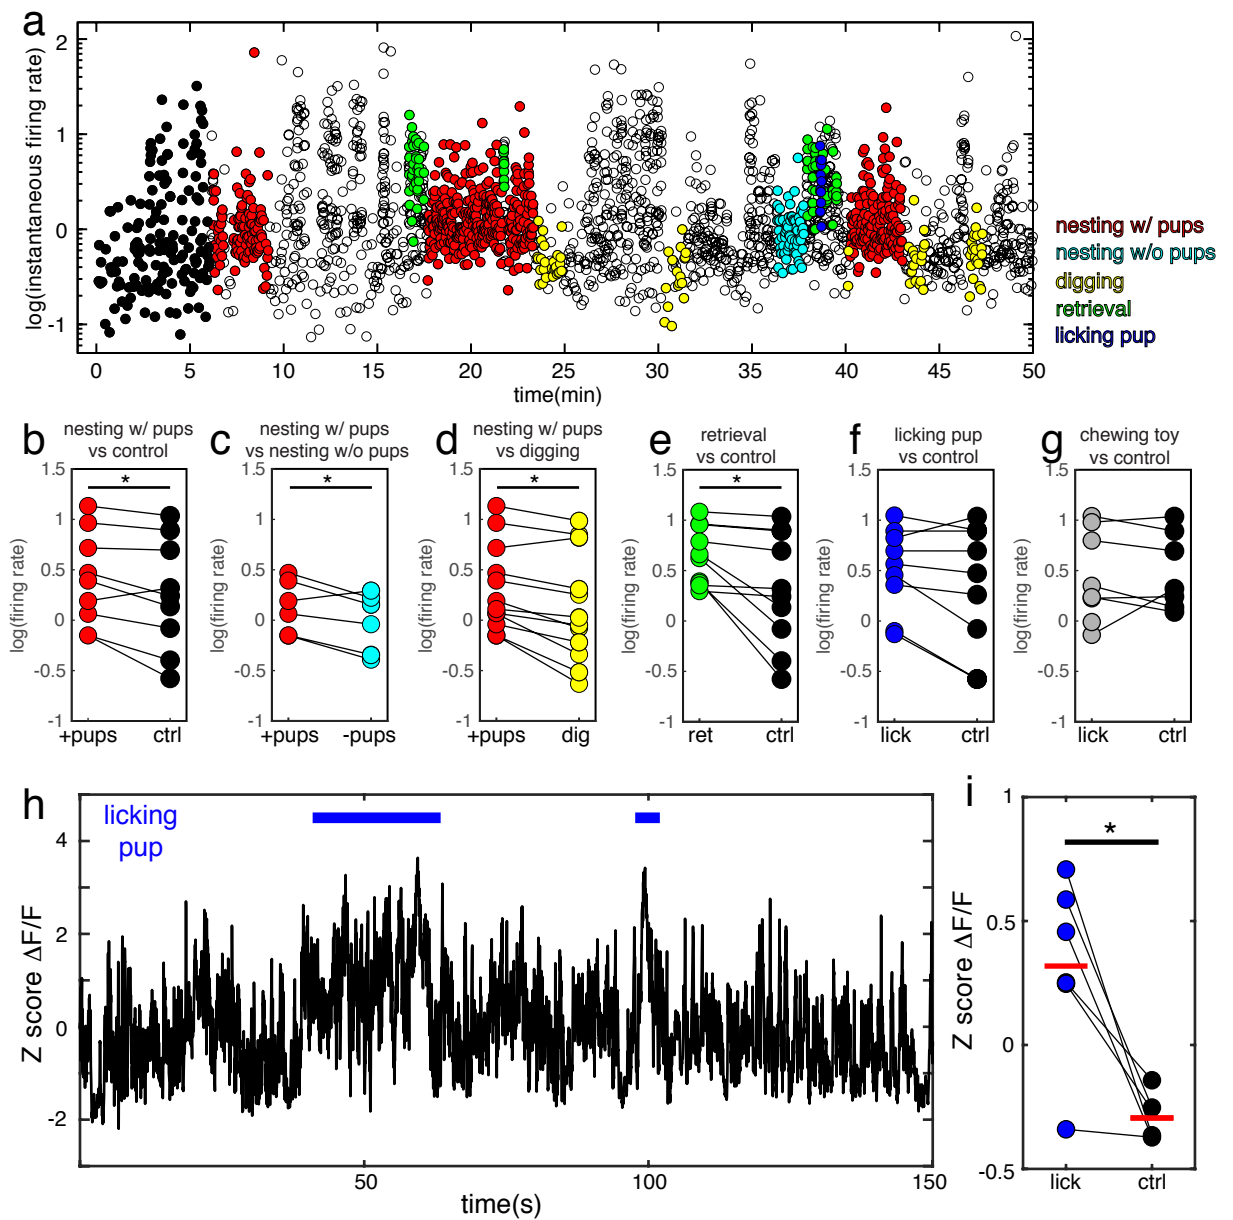 a
log(instantaneous firing rate)
2
1
0
-1
0 5 10 15 20 25 30 35 40 45 50
time(min)
nesting w/ pups
nesting w/o pups
digging
retrieval
licking pup
b
nesting w/ pups
vs control
*
log(firing rate)
1.5
1
0.5
0
-0.5
-1
+pups ctrl
c
nesting w/ pups
vs nesting w/o pups
*
log(firing rate)
1.5
1
0.5
0
-0.5
-1
+pups -pups
d
nesting w/ pups
vs digging
*
log(firing rate)
1.5
1
0.5
0
-0.5
-1
+pups dig
e
retrieval
vs control
*
log(firing rate)
1.5
1
0.5
0
-0.5
-1
ret ctrl
f
licking pup
vs control
log(firing rate)
1.5
1
0.5
0
-0.5
-1
lick ctrl
g
chewing toy
vs control
log(firing rate)
1.5
1
0.5
0
-0.5
-1
lick ctrl
h
licking
pup
Z score ΔF/F
4
2
0
-2
50 100 150
time(s)
i
*
Z score ΔF/F
1
0.5
0
-0.5
lick ctrl